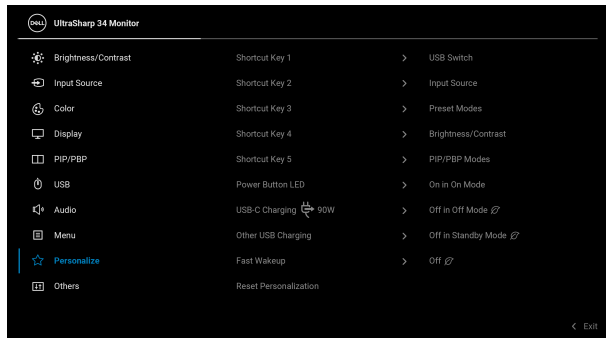 DELL UltraSharp 34 Monitor
Brightness/Contrast Shortcut Key 1 > USB Switch
Input Source Shortcut Key 2 > Input Source
Color Shortcut Key 3 > Preset Modes
Display Shortcut Key 4 > Brightness/Contrast
PIP/PBP Shortcut Key 5 > PIP/PBP Modes
USB Power Button LED > On in On Mode
Audio USB-C Charging 90W > Off in Off Mode
Menu Other USB Charging > Off in Standby Mode
Personalize Fast Wakeup > Off
Others Reset Personalization
< Exit